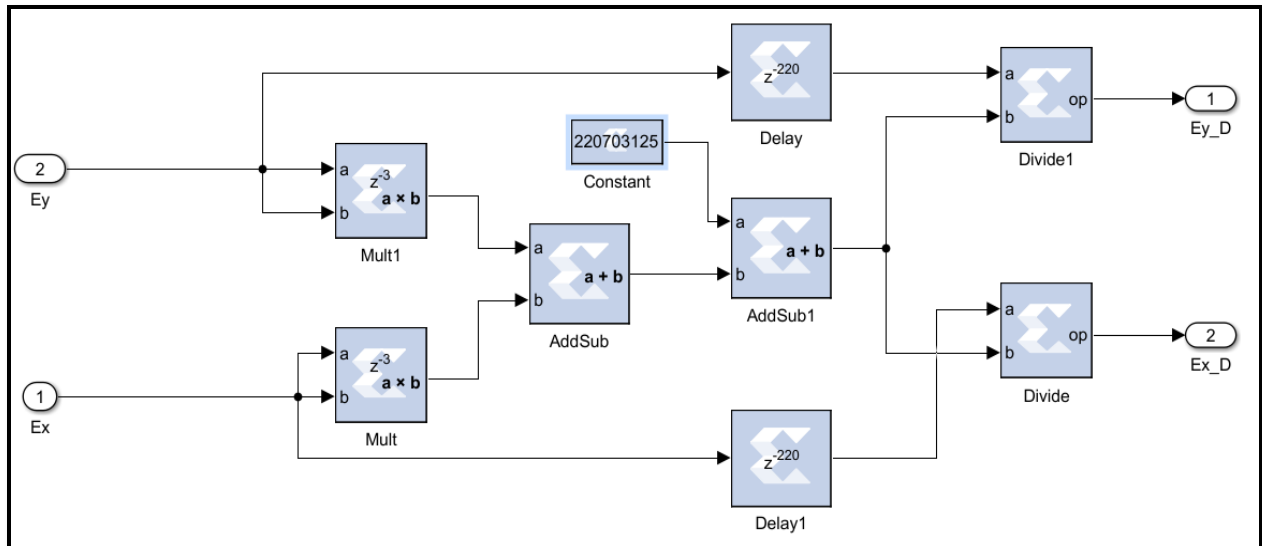 z-220
Delay
a
b
op
Divide1
1
Ey_D
220703125
Constant
2
Ey
a
b
z-3
a × b
Mult1
a
b
a + b
AddSub
a
b
a + b
AddSub1
a
b
op
Divide
2
Ex_D
1
Ex
a
b
z-3
a × b
Mult
z-220
Delay1